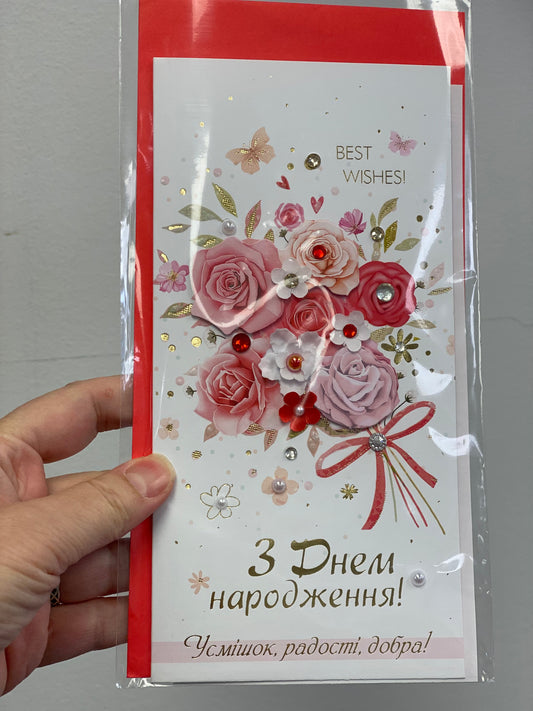 BEST
WISHES!
З Днем
народження!
Усмішок, радості, добра!